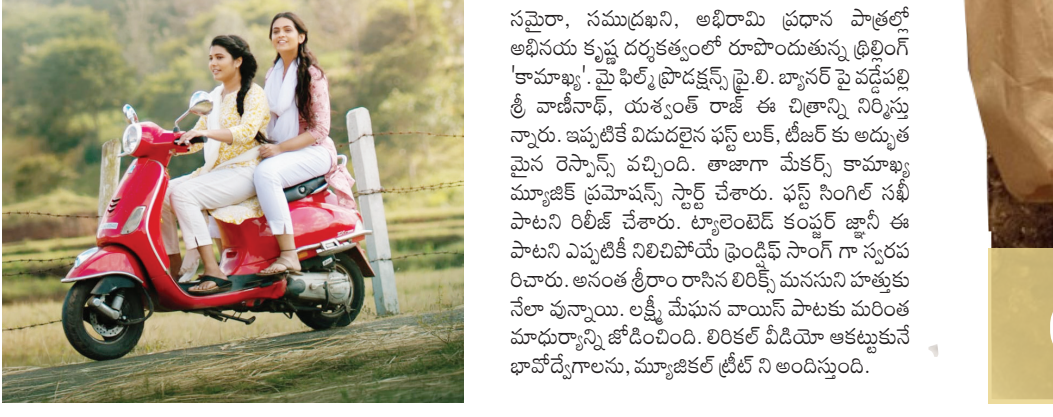 సమైరా, సముద్రఖని, అభిరామి ప్రధాన పాత్రల్లో
అభినయ కృష్ణ దర్శకత్వంలో రూపొందుతున్న థ్రిల్లింగ్
'కామాఖ్య'. మై ఫిల్మ్ ప్రొడక్షన్స్ ప్రై.లి. బ్యానర్ పై వడ్డేపల్లి
శ్రీ వాణీనాథ్, యశ్వంత్ రాజ్ ఈ చిత్రాన్ని నిర్మిస్తు
న్నారు. ఇప్పటికే విడుదలైన ఫస్ట్ లుక్, టీజర్ కు అద్భుత
మైన రెస్పాన్స్ వచ్చింది. తాజాగా మేకర్స్ కామాఖ్య
మ్యూజిక్ ప్రమోషన్స్ స్టార్ట్ చేశారు. ఫస్ట్ సింగిల్ సఖీ
పాటని రిలీజ్ చేశారు. ట్యాలెంటెడ్ కంప్జర్ జ్ఞానీ ఈ
పాటని ఎప్పటికీ నిలిచిపోయే ఫ్రెండ్షిఫ్ సాంగ్ గా స్వరప
రిచారు. అనంత శ్రీరాం రాసిన లిరిక్స్ మనసుని హత్తుకు
నేలా వున్నాయి. లక్ష్మీ మేఘన వాయిస్ పాటకు మరింత
మాధుర్యాన్ని జోడించింది. లిరికల్ వీడియో ఆకట్టుకునే
భావోద్వేగాలను, మ్యూజికల్ ట్రీట్ ని అందిస్తుంది.